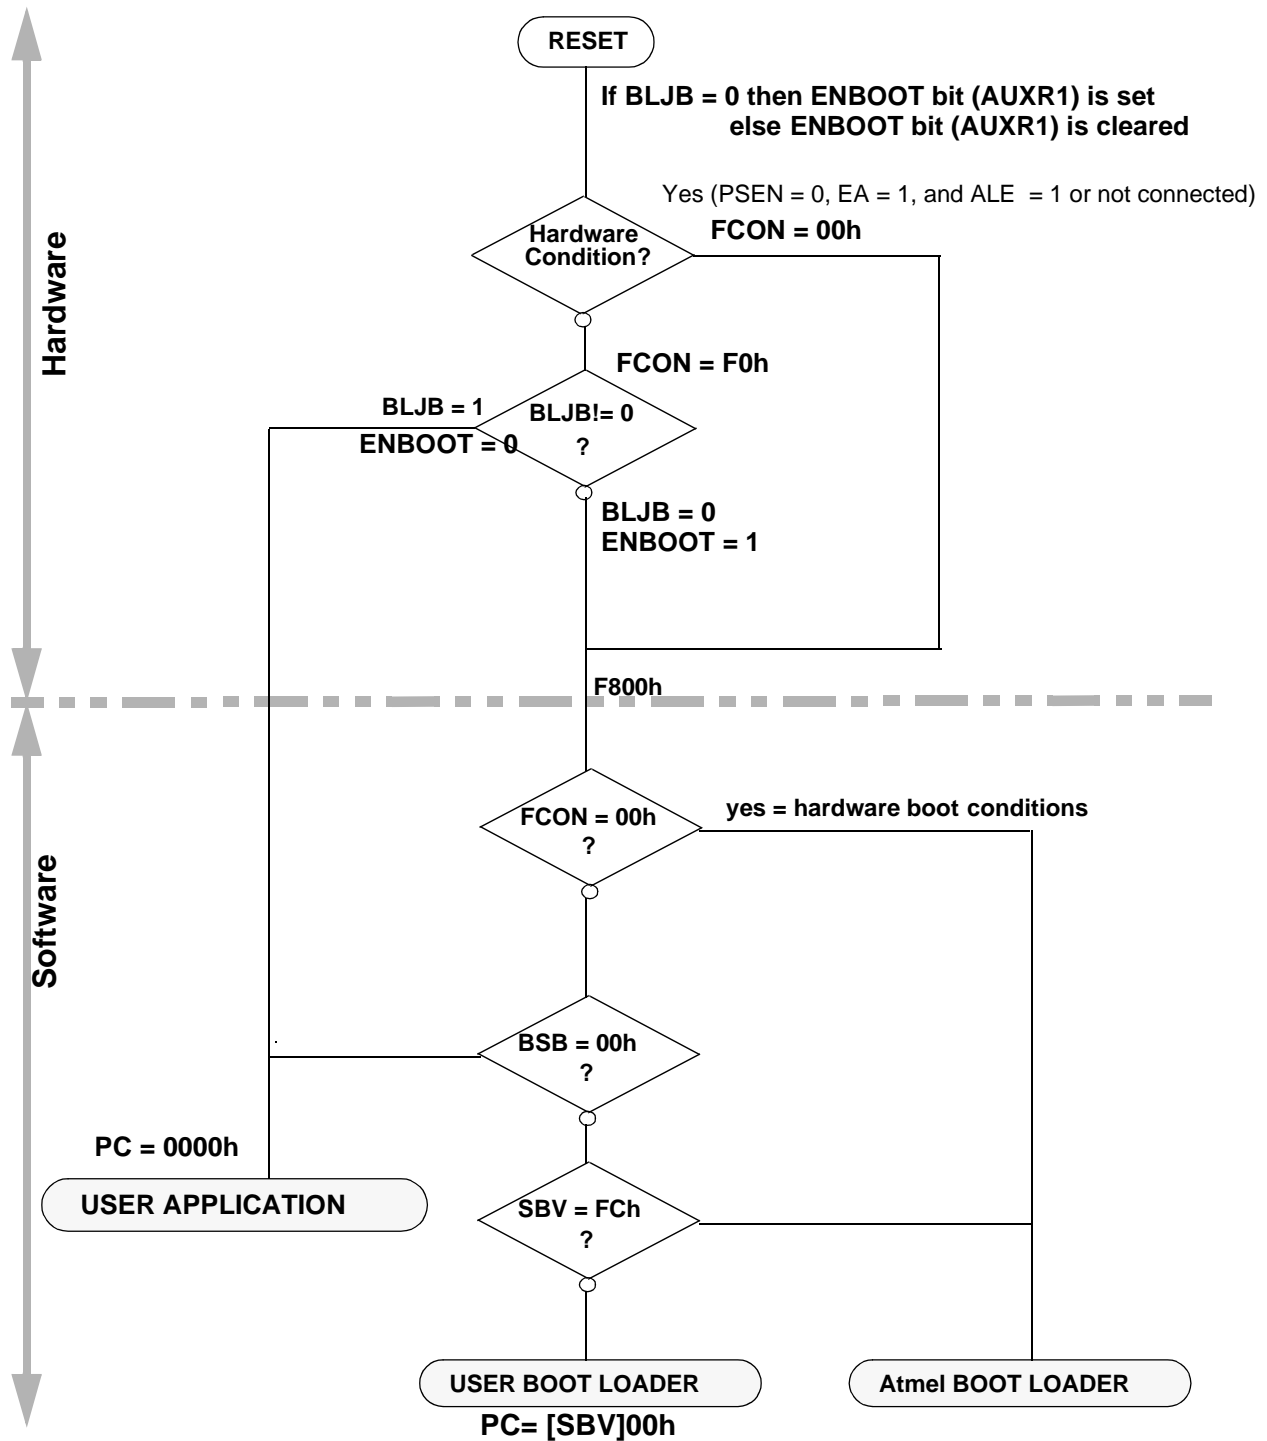 RESET
If BLJB = 0 then ENBOOT bit (AUXR1) is set
else ENBOOT bit (AUXR1) is cleared
Yes (PSEN = 0, EA = 1, and ALE = 1 or not connected)
FCON = 00h
Hardware
Condition?
Hardware
FCON = F0h
BLJB = 1
ENBOOT = 0
BLJB!= 0
?
BLJB = 0
ENBOOT = 1
F800h
FCON = 00h
?
yes = hardware boot conditions
Software
BSB = 00h
?
PC = 0000h
USER APPLICATION
SBV = FCh
?
USER BOOT LOADER
PC= [SBV]00h
Atmel BOOT LOADER